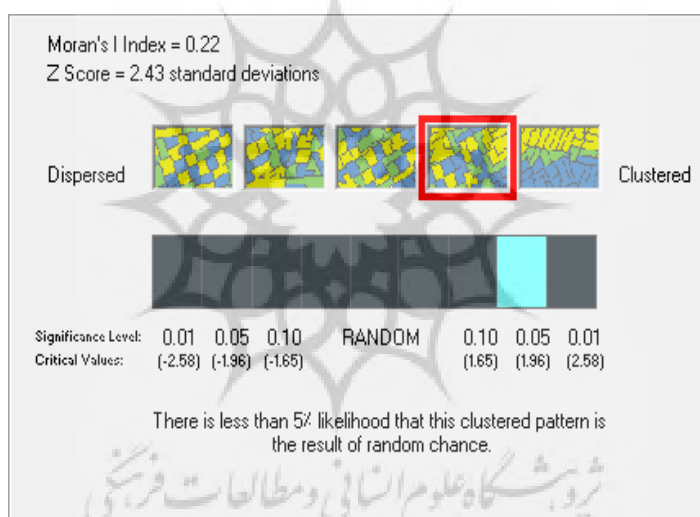 Moran's I Index = 0.22
Z Score = 2.43 standard deviations
Dispersed
Clustered
Significance Level: 0.01 0.05 0.10 RANDOM 0.10 0.05 0.01
Critical Values: (-2.58) (-1.96) (-1.65) (1.65) (1.96) (2.58)
There is less than 5% likelihood that this clustered pattern is
the result of random chance.
پژوهشگاه علوم انسانی و مطالعات فرهنگی